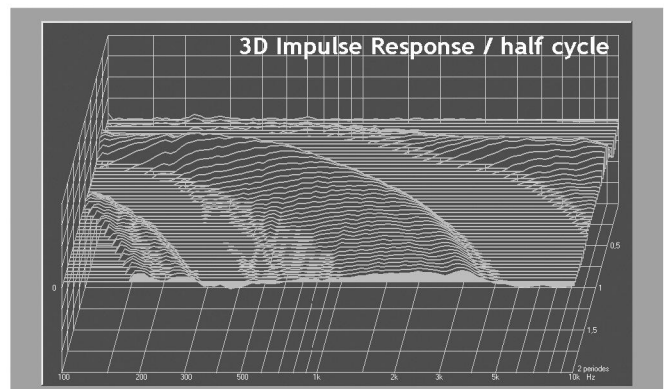 3D Impulse Response / half cycle
0,5
0
1
1,5
2 periodes
100 200 300 500 1k 2k 3k 5k 10k Hz